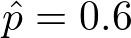 p̂ = 0.6